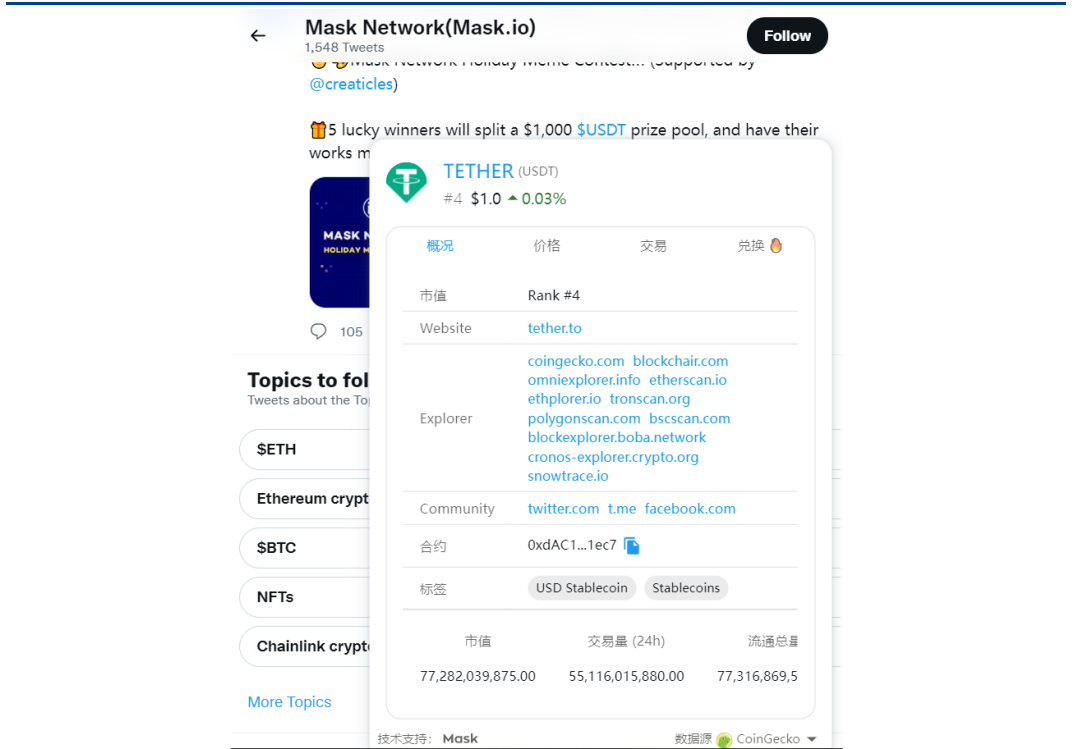 Mask Network(Mask.io)
1,548 Tweets
Follow
Mask Network Holiday Meme Contest... (Supported by
@creaticles)
5 lucky winners will split a $1,000 $USDT prize pool, and have their
works m
MASK N
HOLIDAY M
105
Topics to fol
Tweets about the To
$ETH
Ethereum crypt
$BTC
NFTs
Chainlink crypt
More Topics
TETHER (USDT)
#4 $1.0 0.03%
概况 价格 交易 兑换
市值 Rank #4
Website tether.to
Explorer
coingecko.com blockchair.com
omniexplorer.info etherscan.io
ethplorer.io tronscan.org
polygonscan.com bscscan.com
blockexplorer.boba.network
cronos-explorer.crypto.org
snowtrace.io
Community twitter.com t.me facebook.com
合约 0xdAC1...1ec7
标签 USD Stablecoin Stablecoins
市值 交易量 (24h) 流通总量
77,282,039,875.00 55,116,015,880.00 77,316,869,5
技术支持: Mask 数据源 CoinGecko